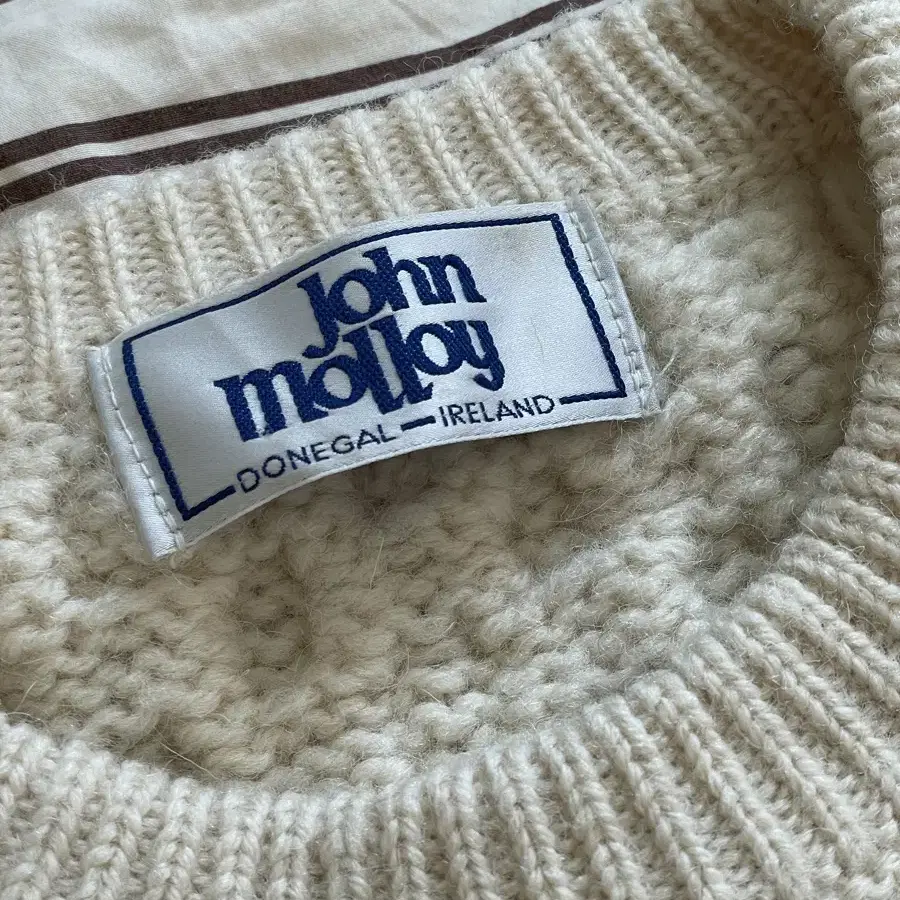 john
molloy
DONEGAL — IRELAND